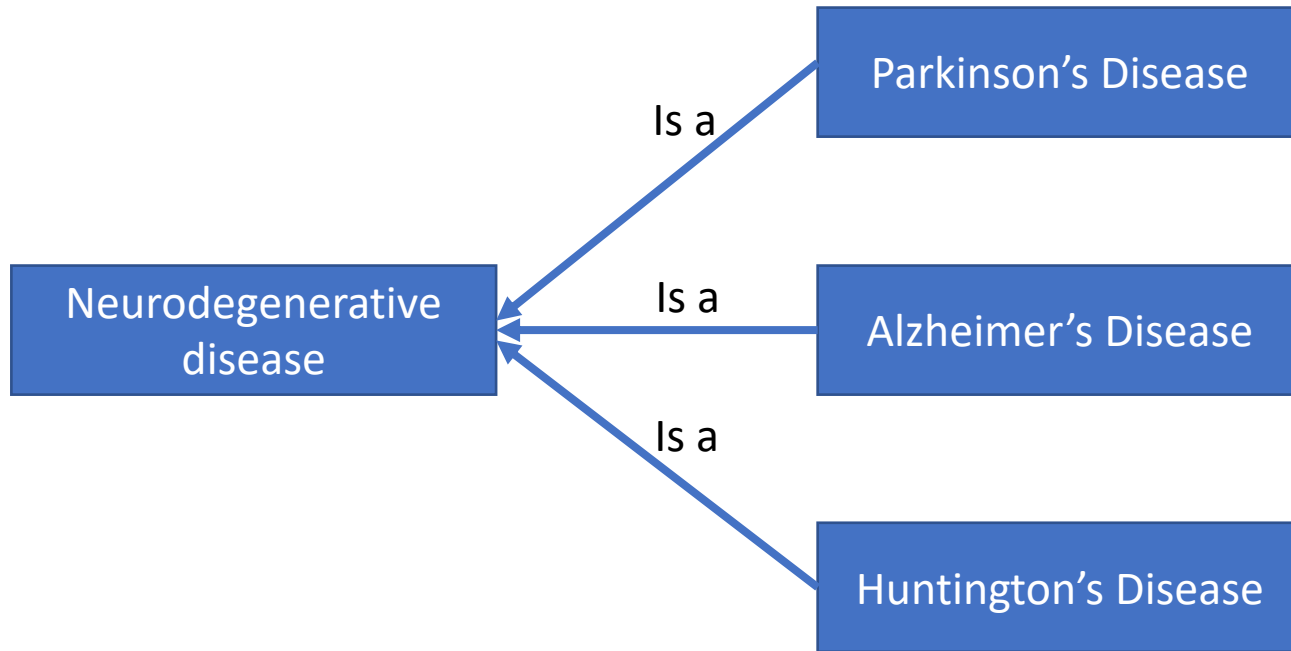 Parkinson’s Disease
Is a
Neurodegenerative
disease
Is a
Alzheimer’s Disease
Is a
Huntington’s Disease